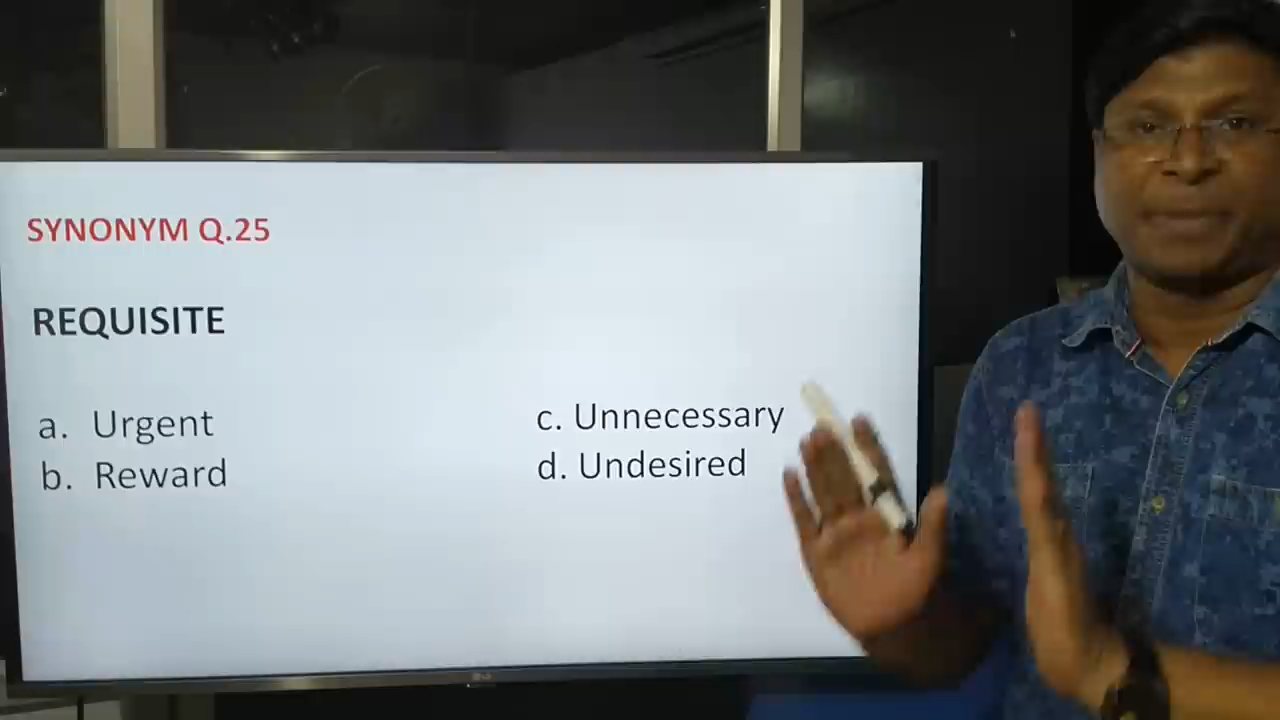 SYNONYM Q.25
REQUISITE
a. Urgent
b. Reward
c. Unnecessary
d. Undesired